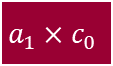 a₁ × c₀